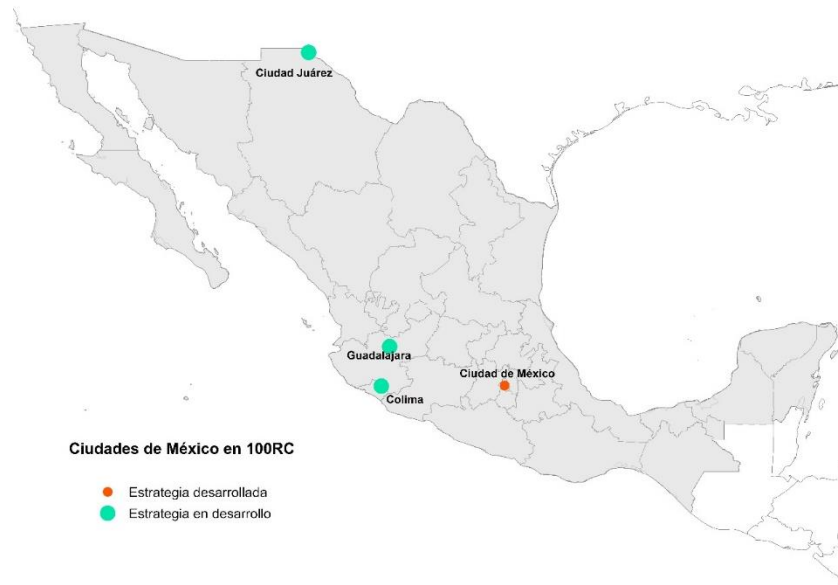 Ciudad Juárez
Guadalajara
Ciudad de México
Colima
Ciudades de México en 100RC
Estrategia desarrollada
Estrategia en desarrollo